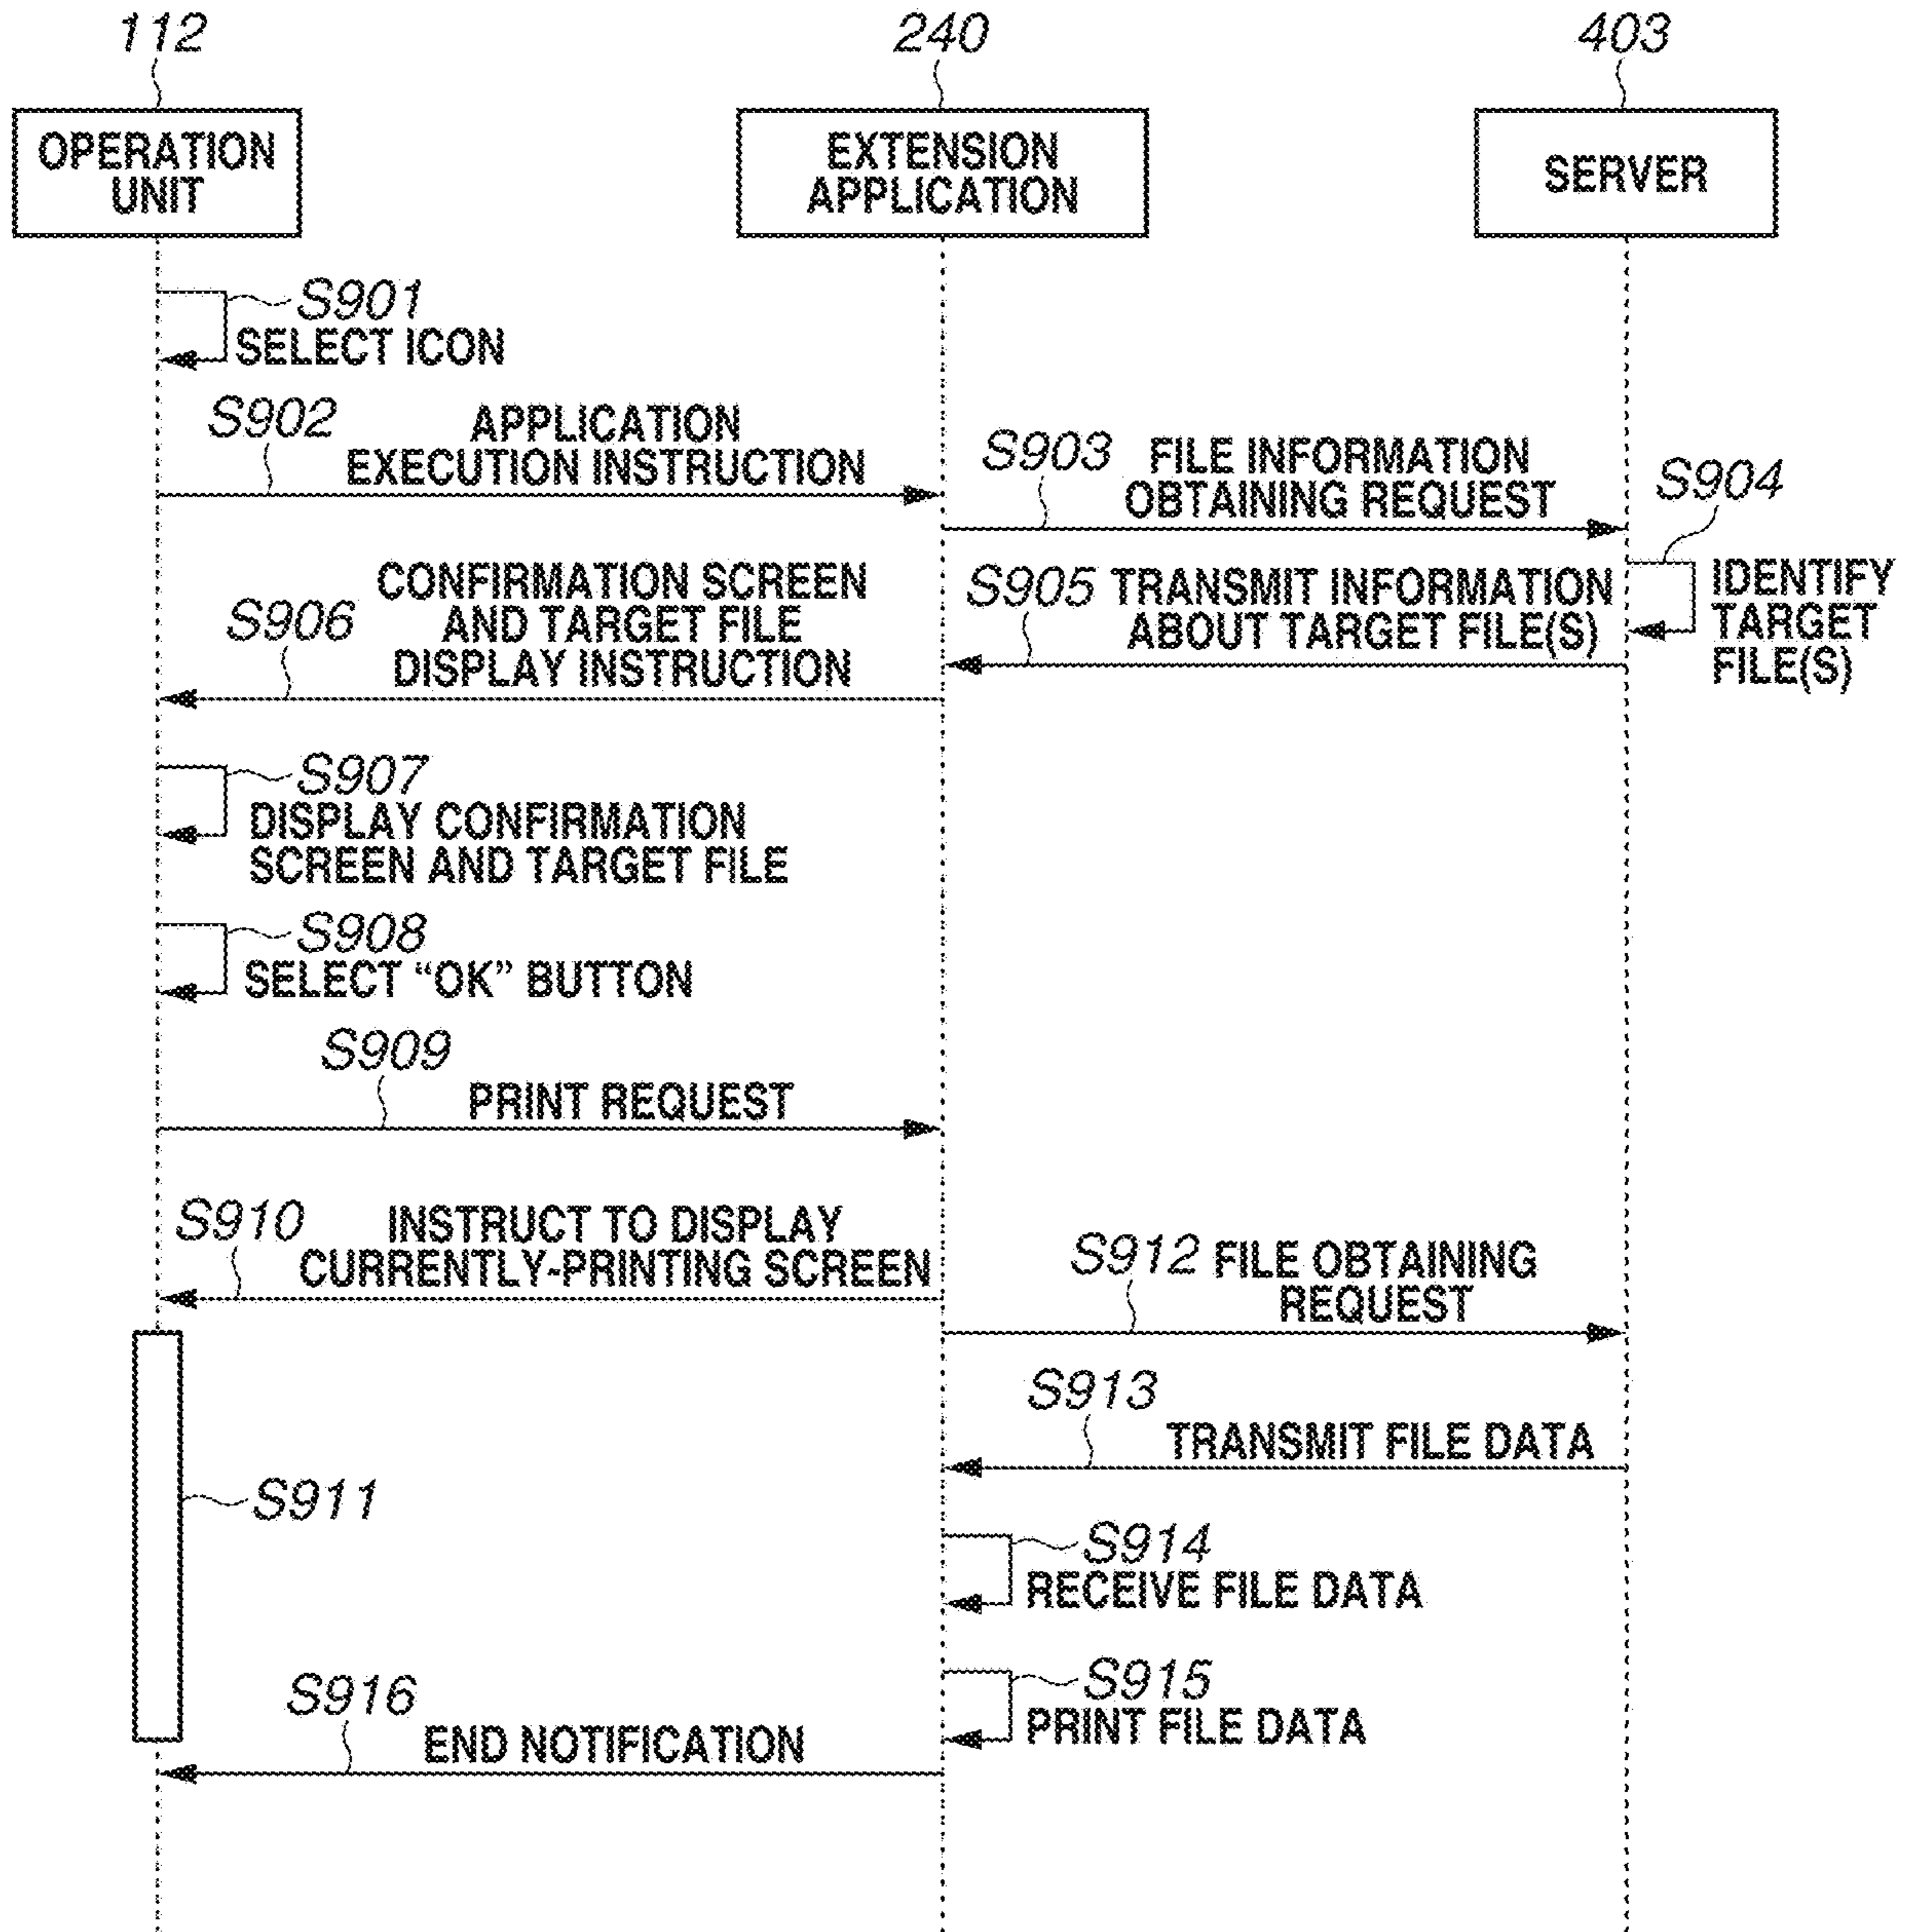 112
240
403
OPERATION
UNIT
EXTENSION
APPLICATION
SERVER
S901
SELECT ICON
S902
APPLICATION
EXECUTION INSTRUCTION
S903
FILE INFORMATION
OBTAINING REQUEST
S904
IDENTIFY
TARGET
FILE(S)
S905
TRANSMIT INFORMATION
ABOUT TARGET FILE(S)
S906
CONFIRMATION SCREEN
AND TARGET FILE
DISPLAY INSTRUCTION
S907
DISPLAY CONFIRMATION
SCREEN AND TARGET FILE
S908
SELECT “OK” BUTTON
S909
PRINT REQUEST
S910
INSTRUCT TO DISPLAY
CURRENTLY-PRINTING SCREEN
S912
FILE OBTAINING
REQUEST
S913
TRANSMIT FILE DATA
S911
S914
RECEIVE FILE DATA
S915
PRINT FILE DATA
S916
END NOTIFICATION